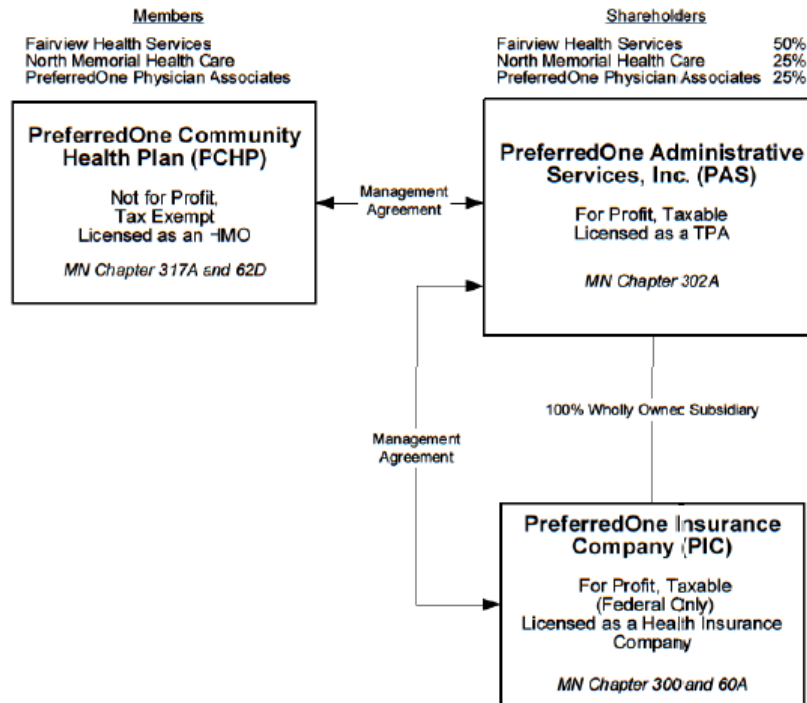 Members
Fairview Health Services
North Memorial Health Care
PreferredOne Physician Associates
PreferredOne Community
Health Plan (PCHP)
Not for Profit,
Tax Exempt
Licensed as an HMO
MN Chapter 317A and 62D
Management
Agreement
Shareholders
Fairview Health Services 50%
North Memorial Health Care 25%
PreferredOne Physician Associates 25%
PreferredOne Administrative
Services, Inc. (PAS)
For Profit, Taxable
Licensed as a TPA
MN Chapter 302A
100% Wholly Owned Subsidiary
Management
Agreement
PreferredOne Insurance
Company (PIC)
For Profit, Taxable
(Federal Only)
Licensed as a Health Insurance
Company
MN Chapter 300 and 60A